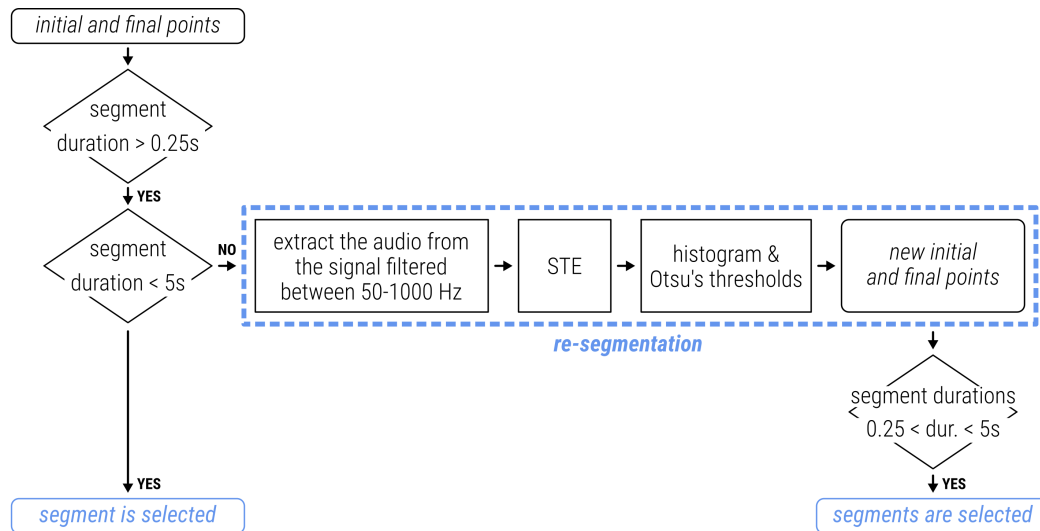 initial and final points
segment
duration > 0.25s
YES
segment
duration < 5s
NO
extract the audio from
the signal filtered
between 50-1000 Hz
STE
histogram &
Otsu's thresholds
new initial
and final points
re-segmentation
segment durations
0.25 < dur. < 5s
YES
YES
segment is selected
segments are selected